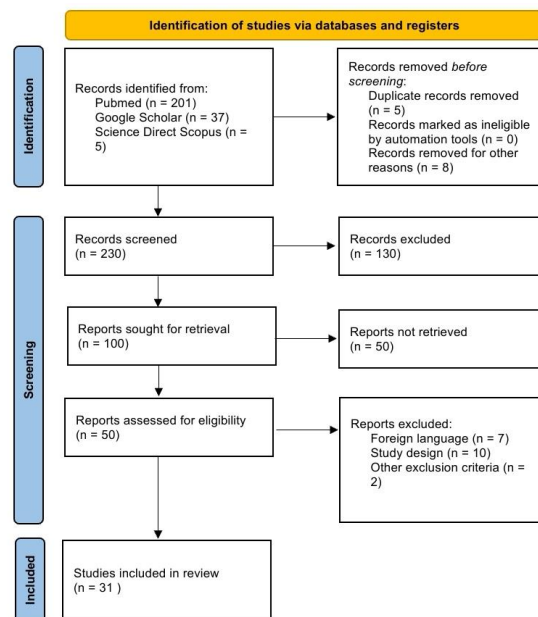 Identification of studies via databases and registers
Identification
Records identified from:
Pubmed (n = 201)
Google Scholar (n = 37)
Science Direct Scopus (n =
5)
Records removed before
screening:
Duplicate records removed
(n = 5)
Records marked as ineligible
by automation tools (n = 0)
Records removed for other
reasons (n = 8)
Screening
Records screened
(n = 230)
Records excluded
(n = 130)
Reports sought for retrieval
(n = 100)
Reports not retrieved
(n = 50)
Reports assessed for eligibility
(n = 50)
Reports excluded:
Foreign language (n = 7)
Study design (n = 10)
Other exclusion criteria (n =
2)
Included
Studies included in review
(n = 31 )